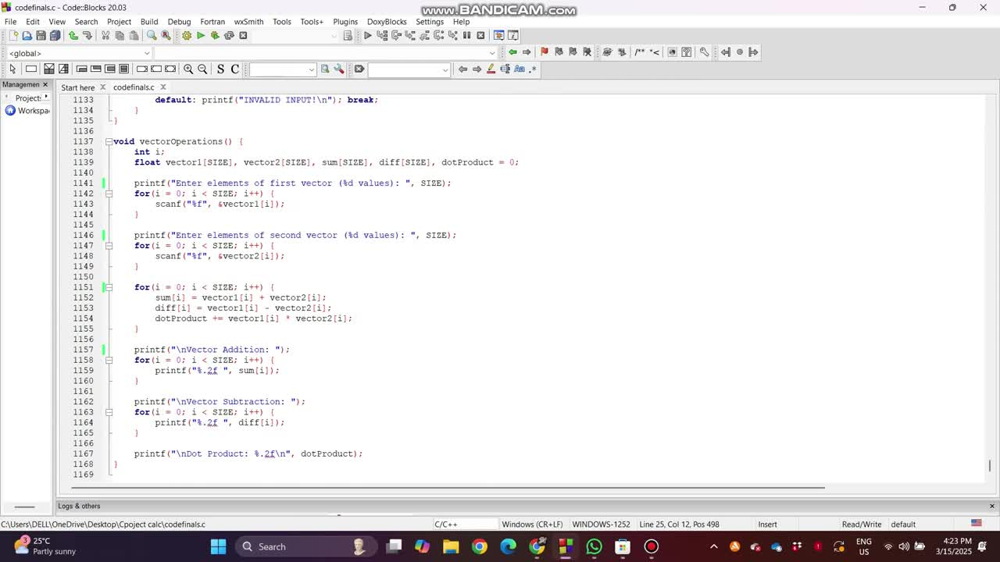 codefinals.c - Code::Blocks 20.03
www.BANDICAM.com
File Edit View Search Project Build Debug Fortran wxSmith Tools Tools+ Plugins DoxyBlocks Settings Help
<global>
/** *<
S C
Aa .*
Managemen
Start here codefinals.c
Projects
Workspa
1133 default: printf("INVALID INPUT!\n"); break;
1134 }
1135 }
1136
1137 void vectorOperations() {
1138 int i;
1139 float vector1[SIZE], vector2[SIZE], sum[SIZE], diff[SIZE], dotProduct = 0;
1140
1141 printf("Enter elements of first vector (%d values): ", SIZE);
1142 for(i = 0; i < SIZE; i++) {
1143 scanf("%f", &vector1[i]);
1144 }
1145
1146 printf("Enter elements of second vector (%d values): ", SIZE);
1147 for(i = 0; i < SIZE; i++) {
1148 scanf("%f", &vector2[i]);
1149 }
1150
1151 for(i = 0; i < SIZE; i++) {
1152 sum[i] = vector1[i] + vector2[i];
1153 diff[i] = vector1[i] - vector2[i];
1154 dotProduct += vector1[i] * vector2[i];
1155 }
1156
1157 printf("\nVector Addition: ");
1158 for(i = 0; i < SIZE; i++) {
1159 printf("%.2f ", sum[i]);
1160 }
1161
1162 printf("\nVector Subtraction: ");
1163 for(i = 0; i < SIZE; i++) {
1164 printf("%.2f ", diff[i]);
1165 }
1166
1167 printf("\nDot Product: %.2f\n", dotProduct);
1168 }
1169
Logs & others
C:\Users\DELL\OneDrive\Desktop\Cpoject calc\codefinals.c C/C++ Windows (CR+LF) WINDOWS-1252 Line 25, Col 12, Pos 498 Insert Read/Write default
3 25°C
Partly sunny
Search
ENG
US
4:23 PM
3/15/2025